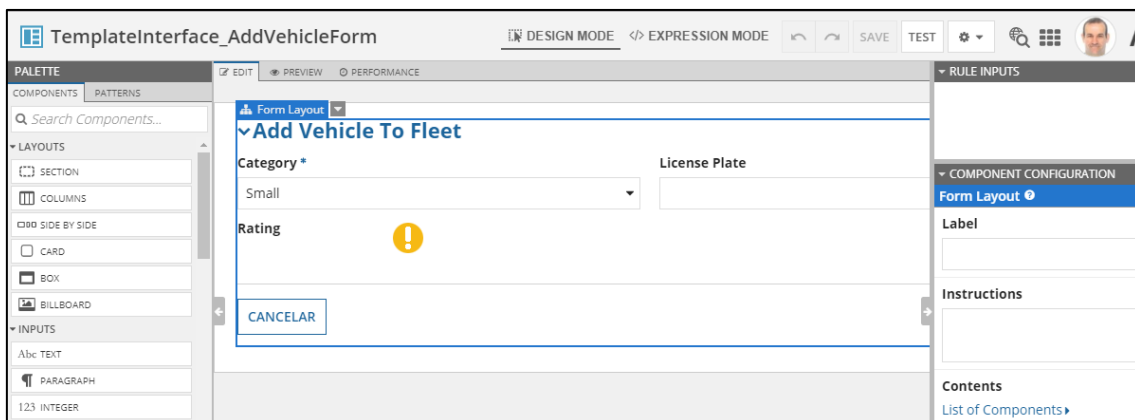 TemplateInterface_AddVehicleForm
DESIGN MODE </> EXPRESSION MODE SAVE TEST
PALETTE
COMPONENTS PATTERNS
Search Components...
LAYOUTS
SECTION
COLUMNS
SIDE BY SIDE
CARD
BOX
BILLBOARD
INPUTS
Abc TEXT
PARAGRAPH
123 INTEGER
EDIT PREVIEW PERFORMANCE
Form Layout
Add Vehicle To Fleet
Category *
Small
License Plate
Rating
CANCELAR
RULE INPUTS
COMPONENT CONFIGURATION
Form Layout
Label
Instructions
Contents
List of Components